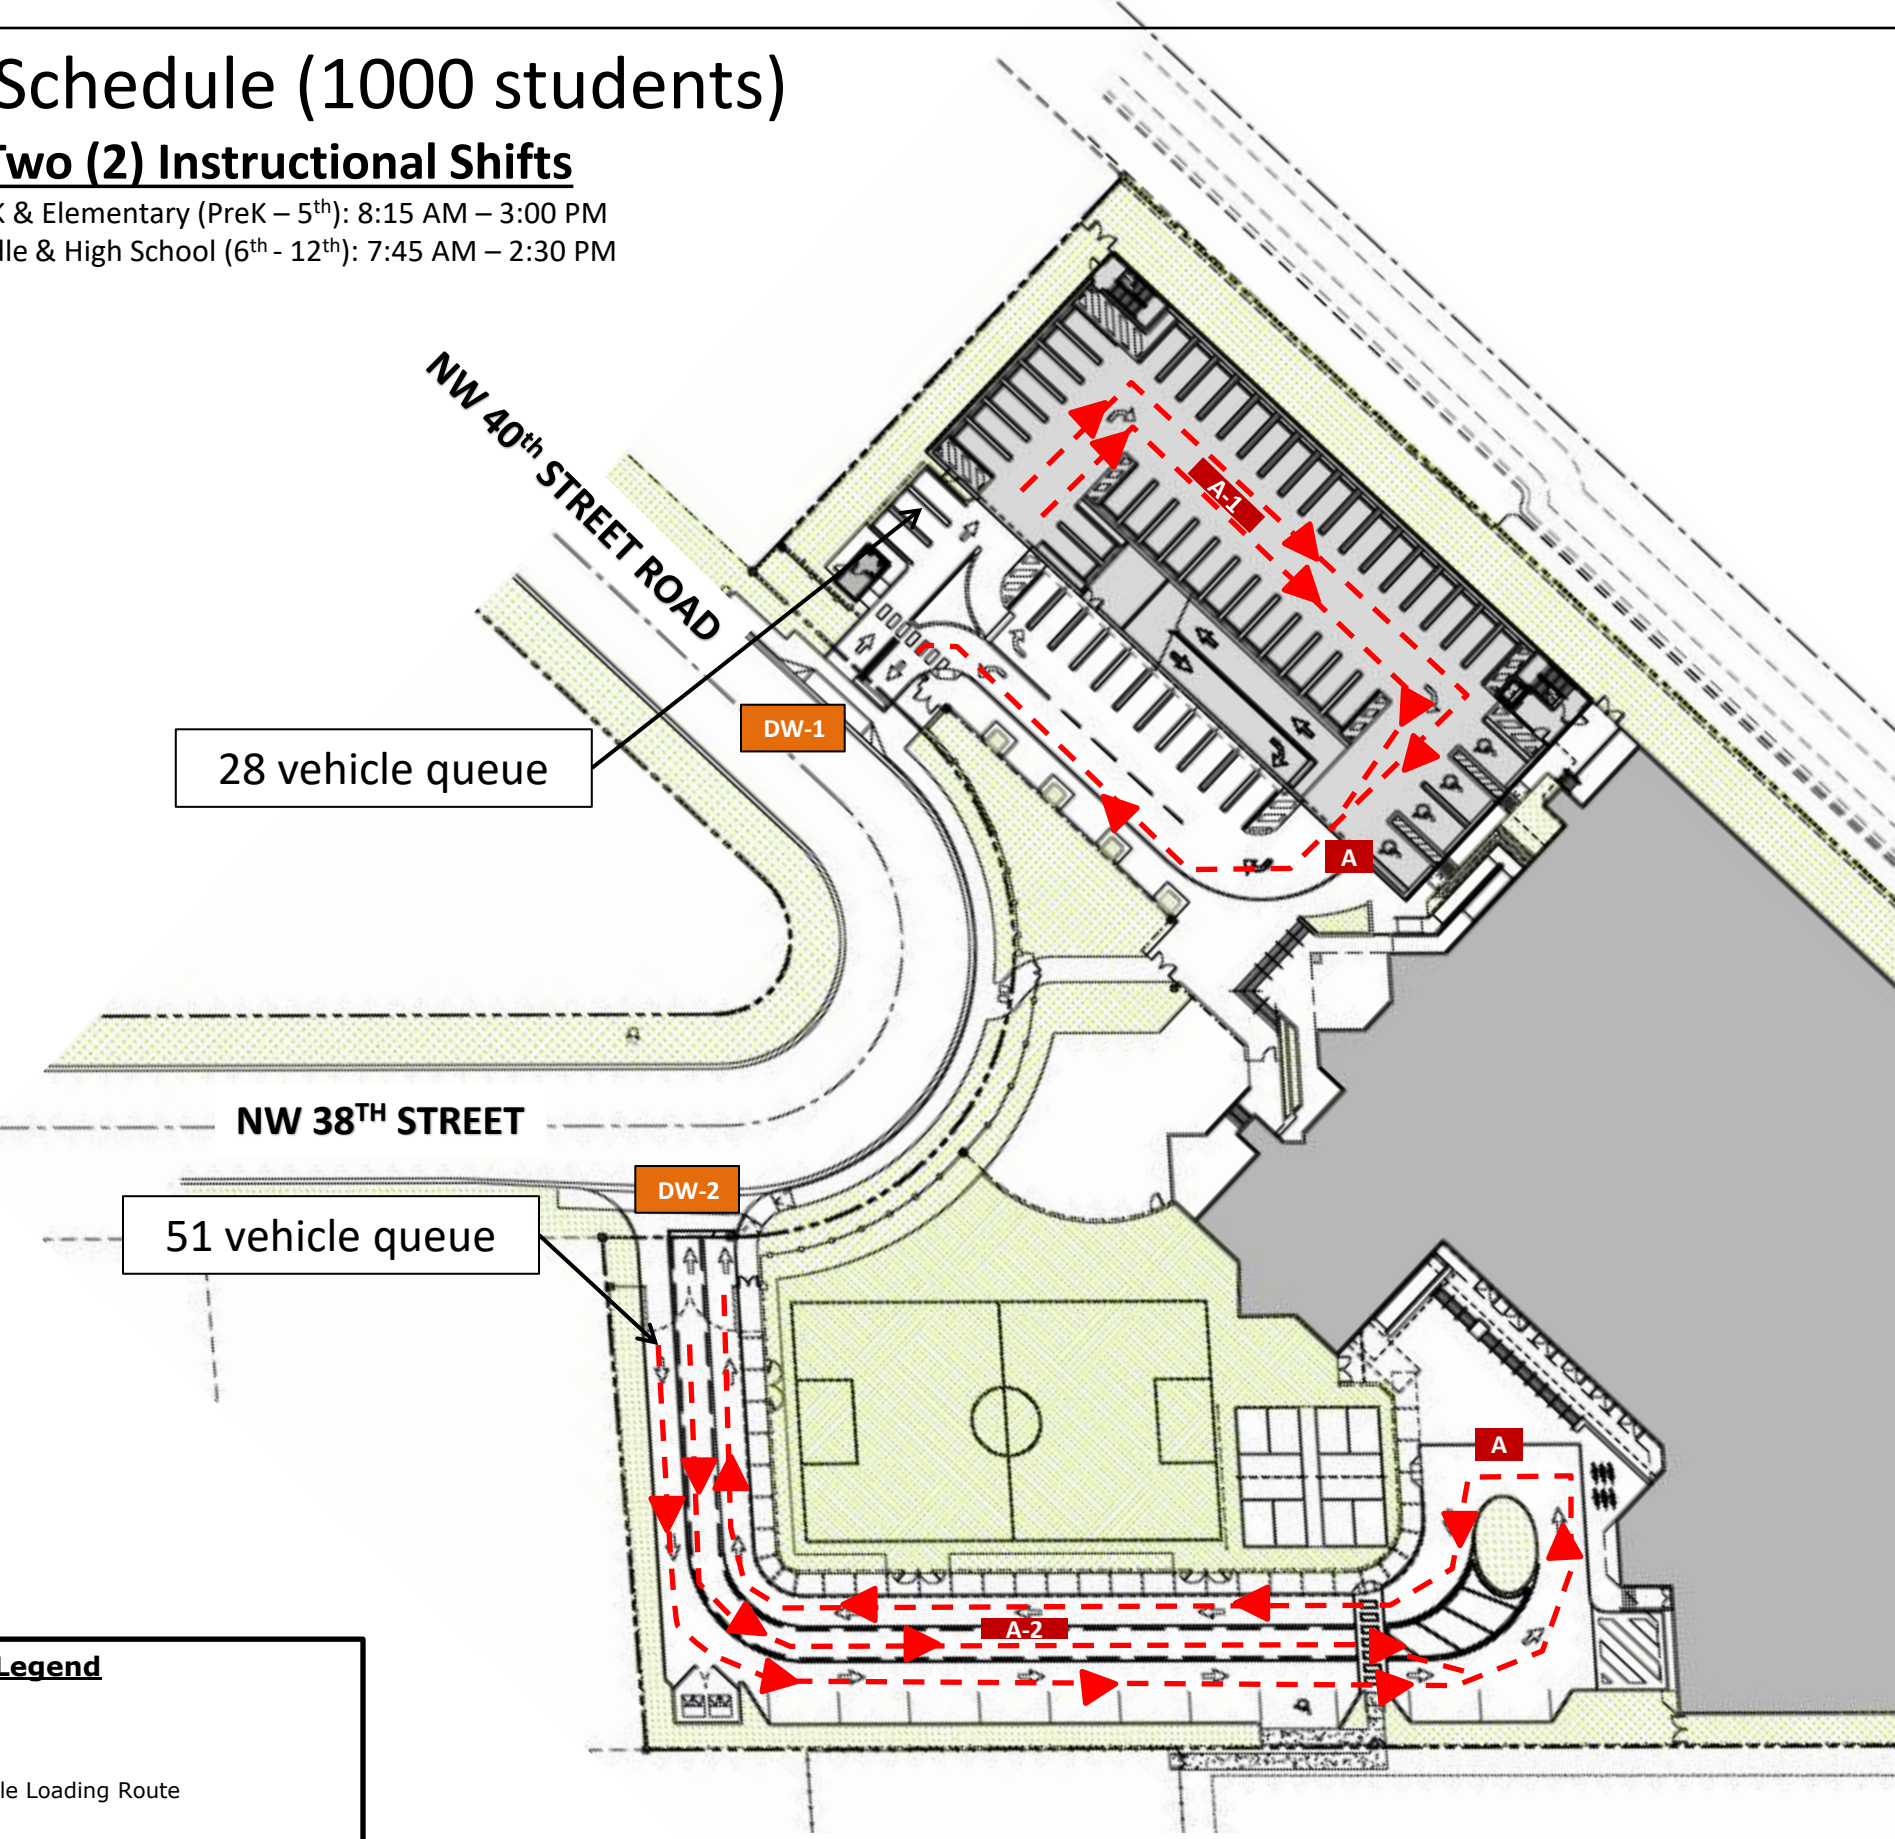 Schedule (1000 students)
Two (2) Instructional Shifts
K & Elementary (PreK – 5th): 8:15 AM – 3:00 PM
dle & High School (6th - 12th): 7:45 AM – 2:30 PM
NW 40th STREET ROAD
A-1
DW-1
28 vehicle queue
A
NW 38TH STREET
DW-2
51 vehicle queue
A
A-2
Legend
le Loading Route